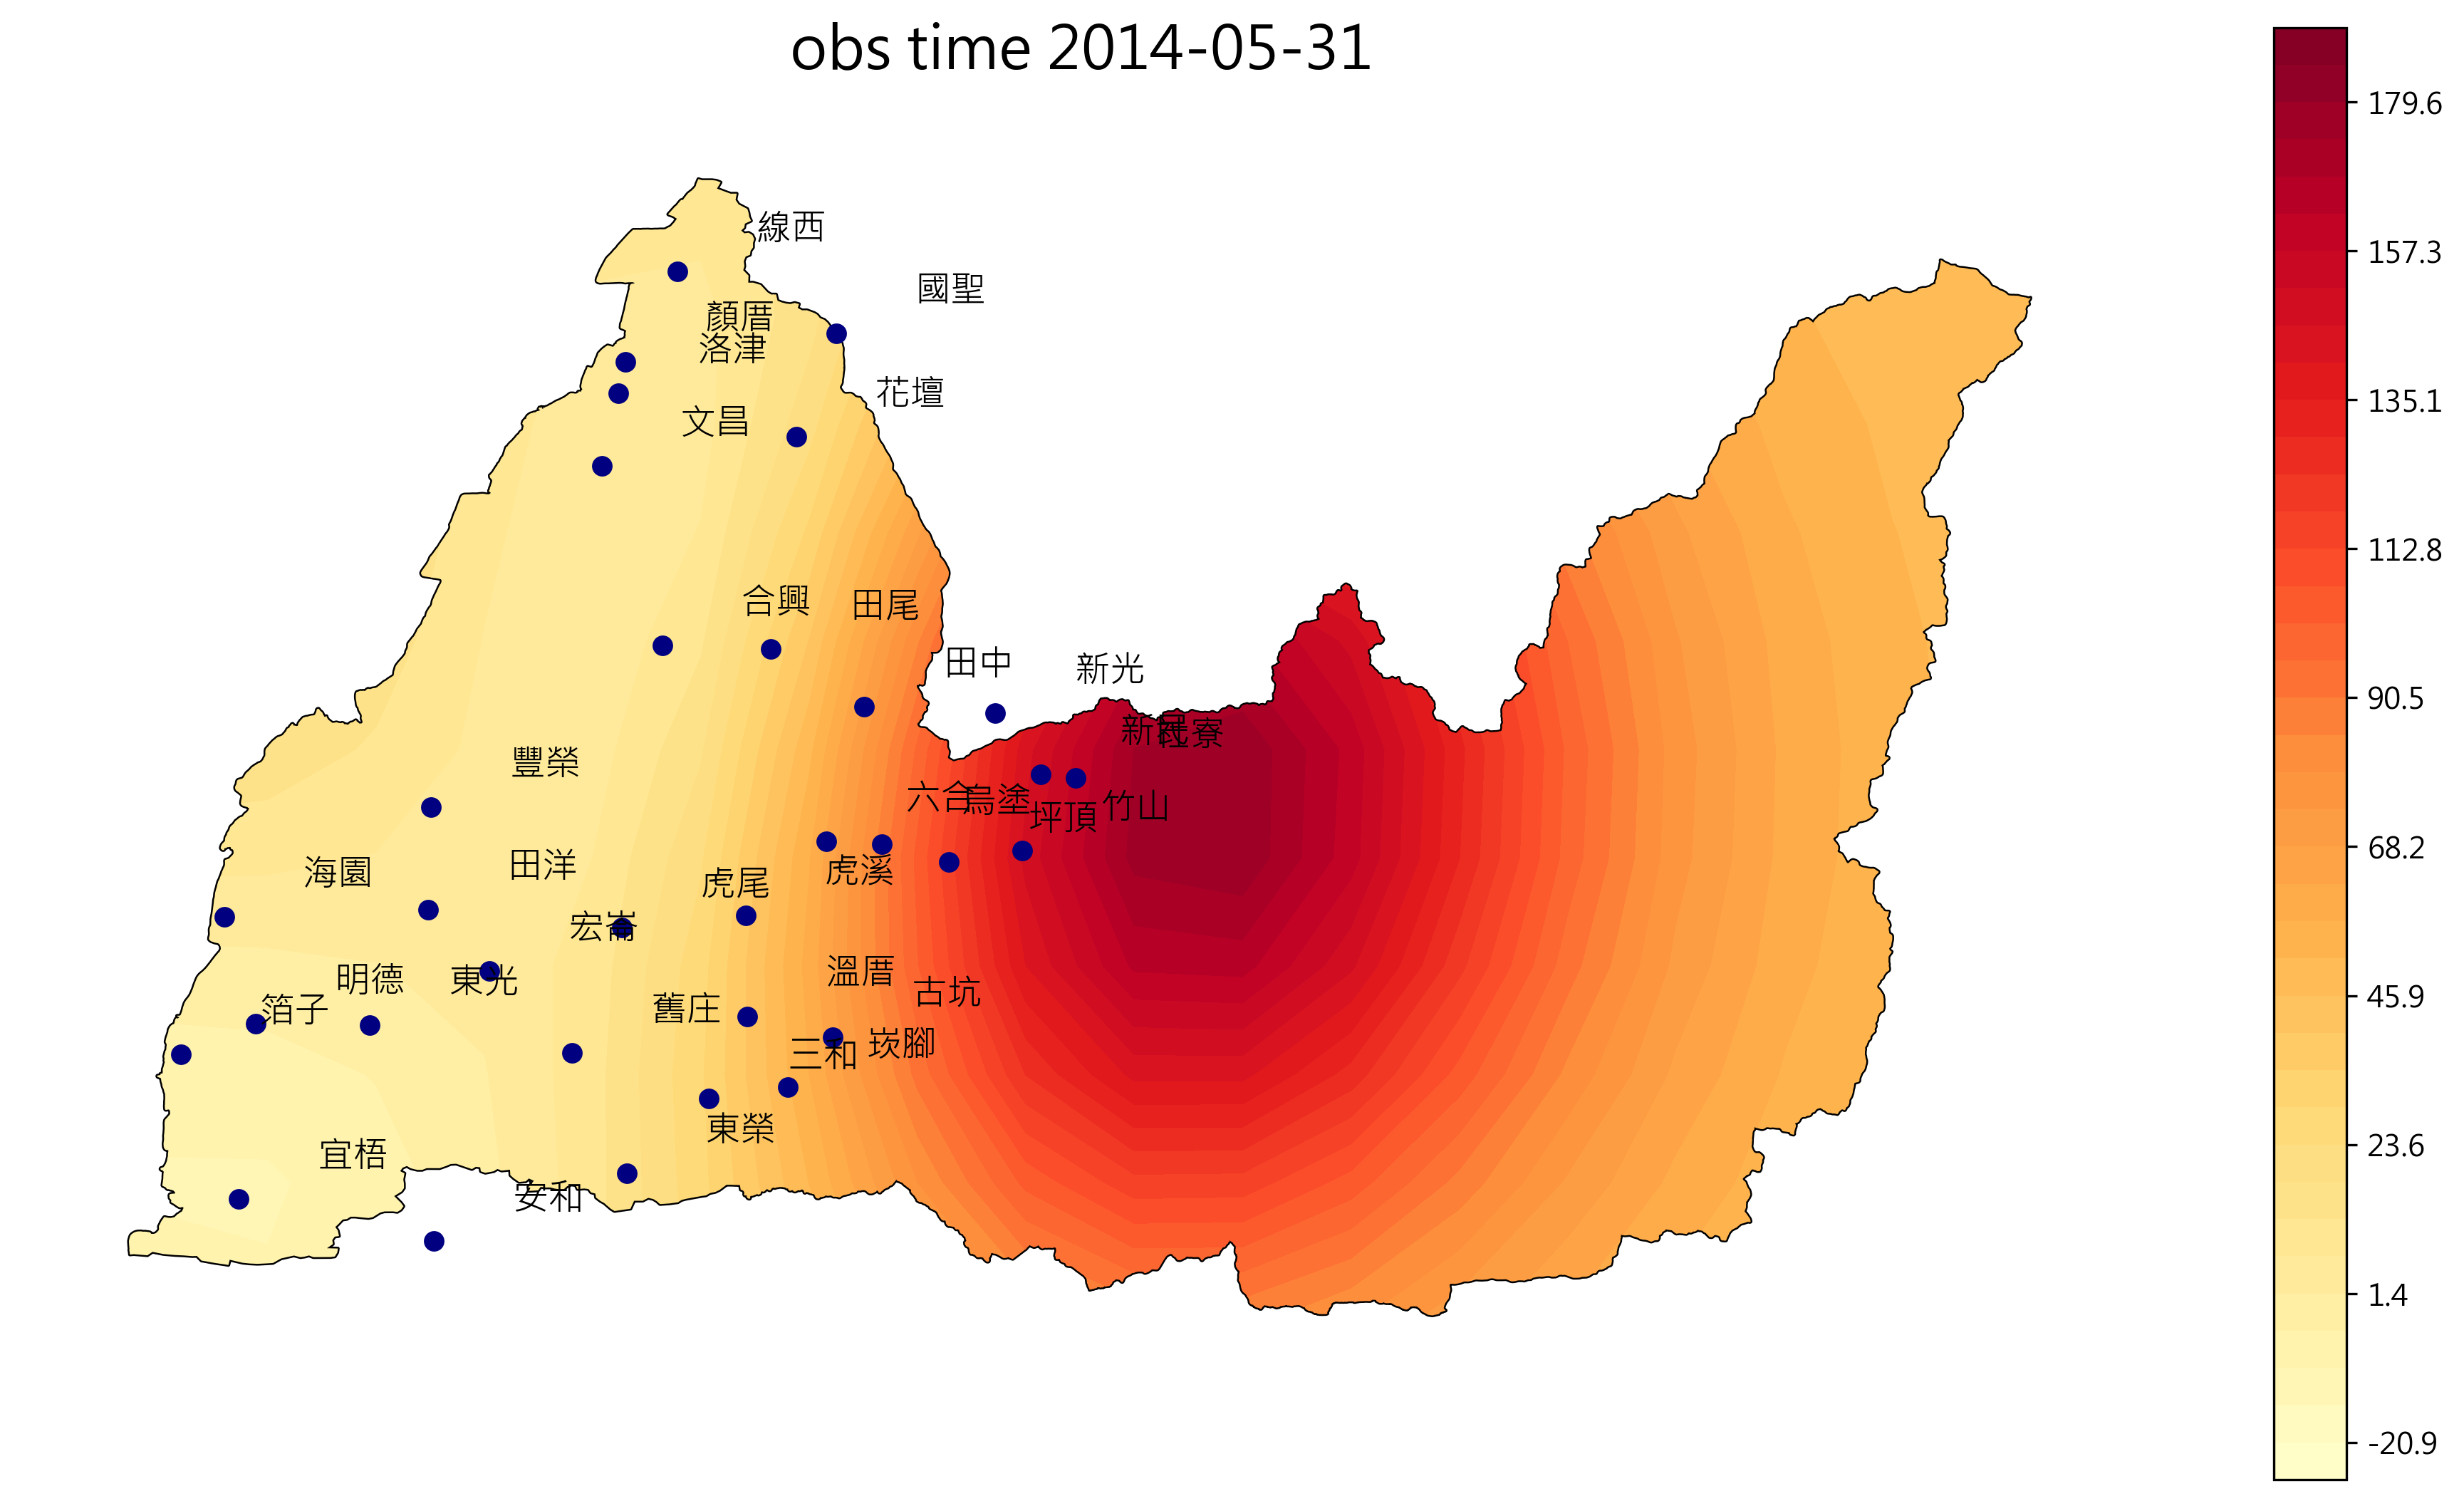 obs time 2014-05-31
線西
國聖
顏厝
洛津
花壇
文昌
合興
田尾
田中
新光
新民
社寮
豐榮
六合
烏塗
坪頂
竹山
海園
田洋
虎尾
虎溪
宏崙
明德
東光
溫厝
古坑
箔子
舊庄
三和
崁腳
東榮
宜梧
安和
179.6
157.3
135.1
112.8
90.5
68.2
45.9
23.6
1.4
-20.9